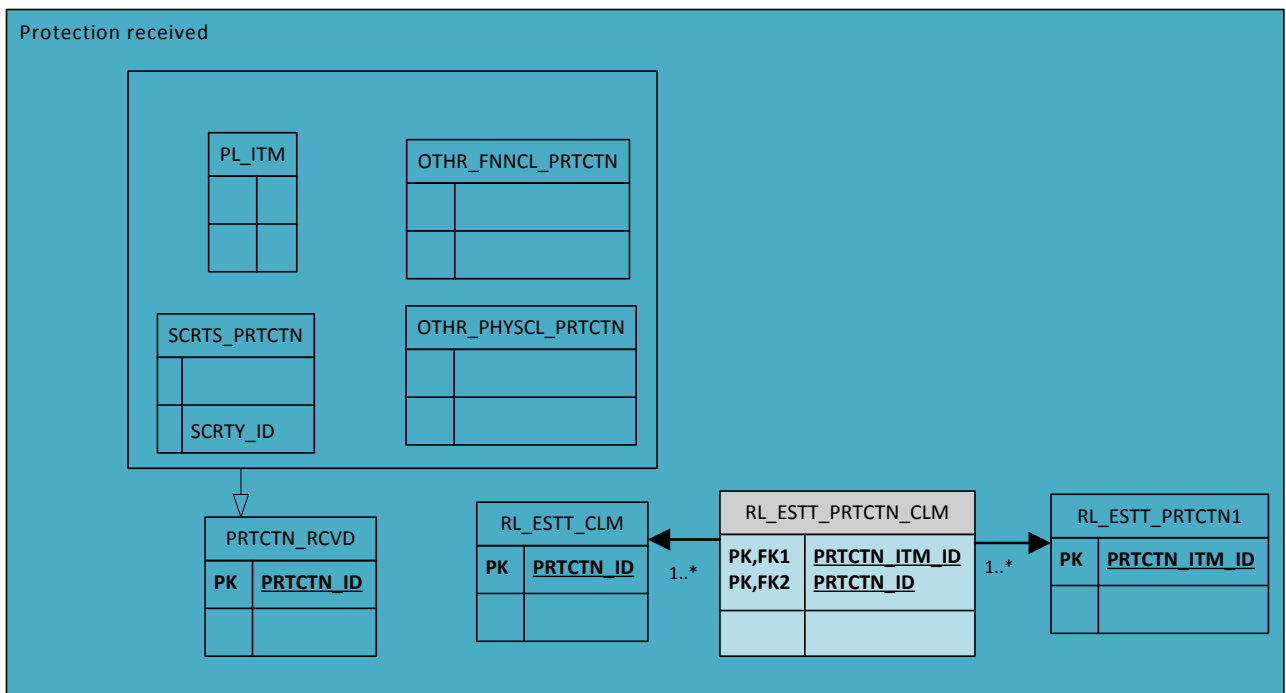 Protection received
PL_ITM
OTHR_FNNCL_PRTCTN
SCRTS_PRTCTN
SCRTY_ID
OTHR_PHYSCL_PRTCTN
PRTCTN_RCVD
PK PRTCTN_ID
RL_ESTT_CLM
PK PRTCTN_ID
1..*
RL_ESTT_PRTCTN_CLM
PK,FK1 PRTCTN_ITM_ID
PK,FK2 PRTCTN_ID
1..*
RL_ESTT_PRTCTN1
PK PRTCTN_ITM_ID